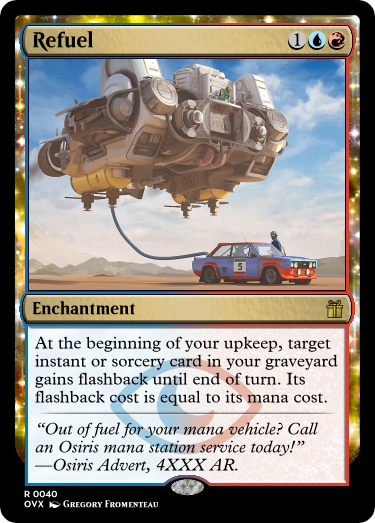 Refuel 1
5
Enchantment
At the beginning of your upkeep, target
instant or sorcery card in your graveyard
gains flashback until end of turn. Its
flashback cost is equal to its mana cost.
“Out of fuel for your mana vehicle? Call
an Osiris mana station service today!”
—Osiris Advert, 4XXX AR.
R 0040
OVX Gregory Fromenteau